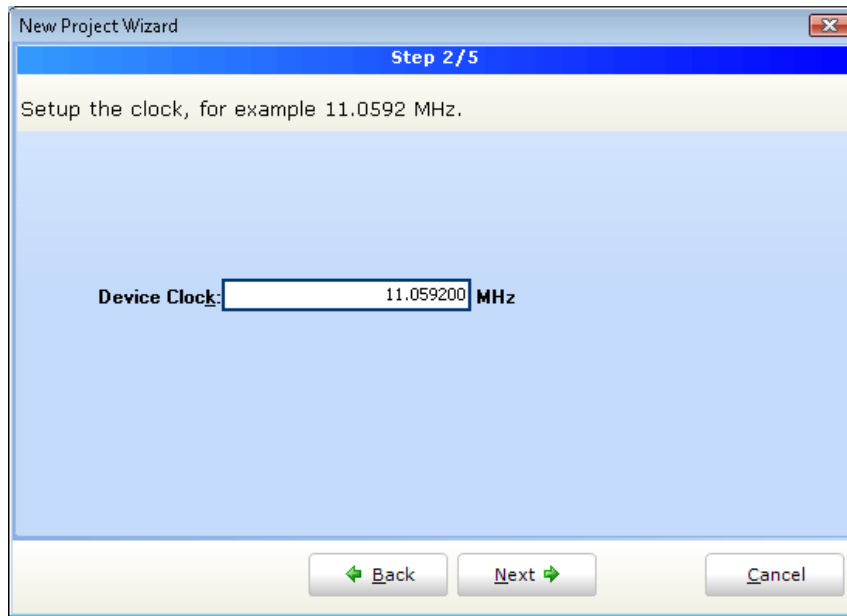 New Project Wizard
Step 2/5
Setup the clock, for example 11.0592 MHz.
Device Clock: 11.059200 MHz
Back Next Cancel